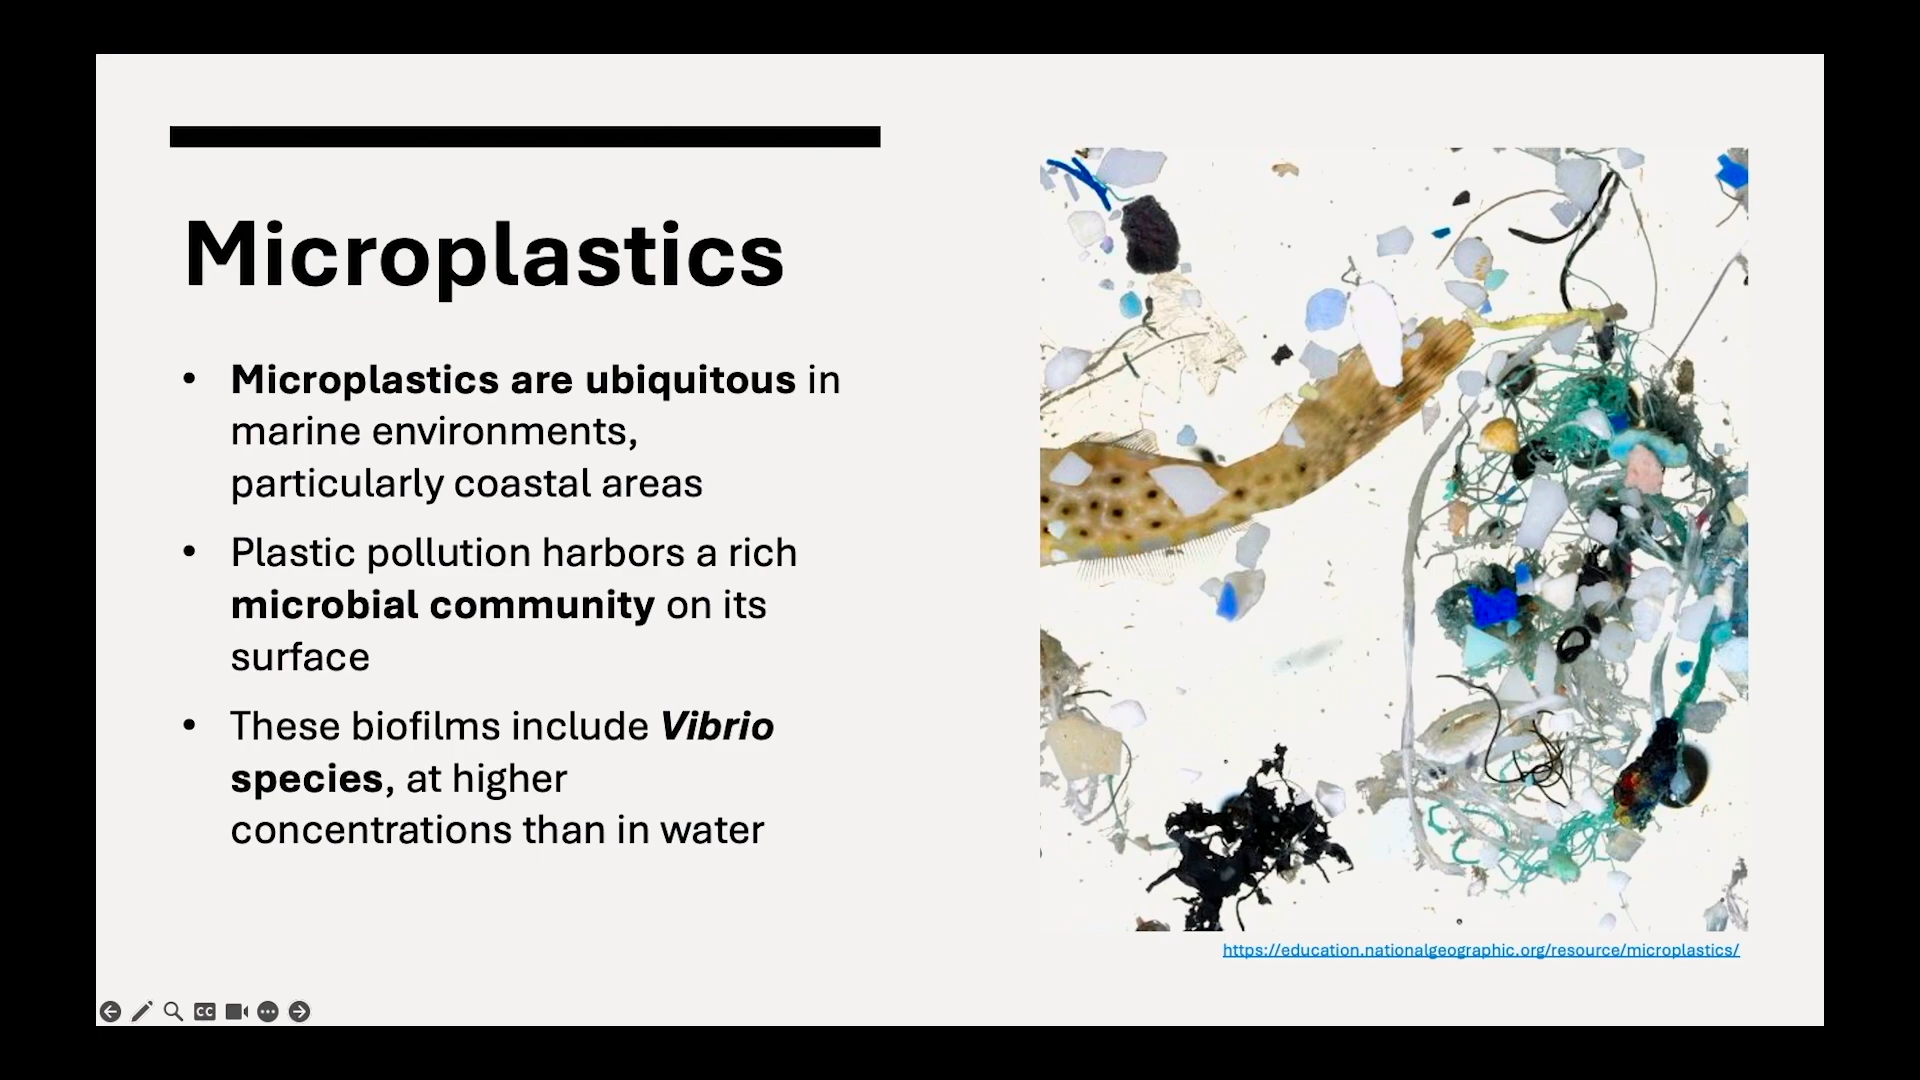 Microplastics
• Microplastics are ubiquitous in
marine environments,
particularly coastal areas
• Plastic pollution harbors a rich
microbial community on its
surface
• These biofilms include Vibrio
species, at higher
concentrations than in water
https://education.nationalgeographic.org/resource/microplastics/
CC